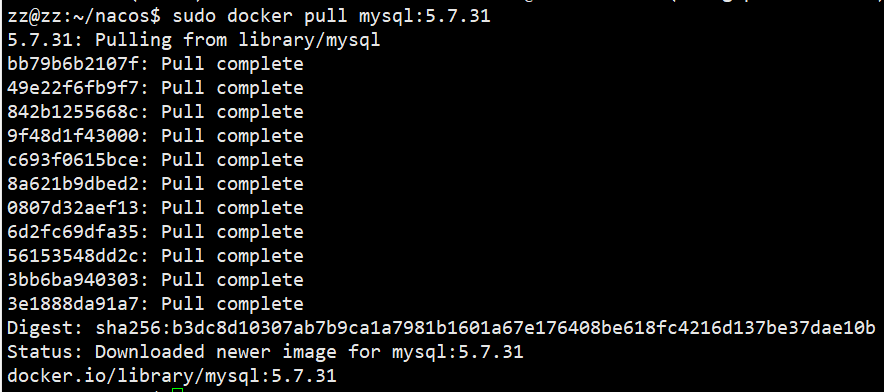 zz@zz:~/nacos$ sudo docker pull mysql:5.7.31
5.7.31: Pulling from library/mysql
bb79b6b2107f: Pull complete
49e22f6fb9f7: Pull complete
842b1255668c: Pull complete
9f48d1f43000: Pull complete
c693f0615bce: Pull complete
8a621b9dbed2: Pull complete
0807d32aef13: Pull complete
6d2fc69dfa35: Pull complete
56153548dd2c: Pull complete
3bb6ba940303: Pull complete
3e1888da91a7: Pull complete
Digest: sha256:b3dc8d10307ab7b9ca1a7981b1601a67e176408be618fc4216d137be37dae10b
Status: Downloaded newer image for mysql:5.7.31
docker.io/library/mysql:5.7.31